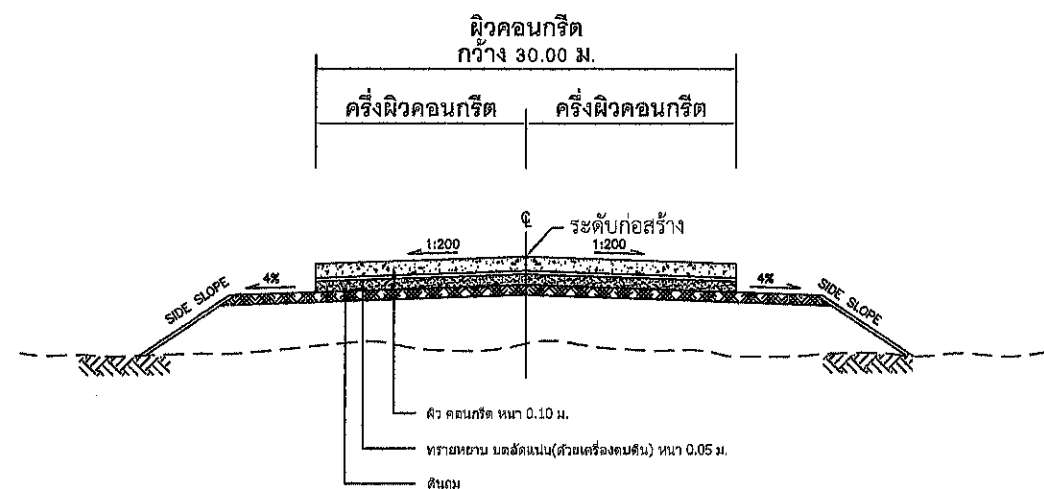 ผิวคอนกรีต
กว้าง 30.00 ม.
ครึ่งผิวคอนกรีต ครึ่งผิวคอนกรีต
℄ ระดับก่อสร้าง
1:200 1:200
4% 4%
SIDE SLOPE SIDE SLOPE
ผิว คอนกรีต หนา 0.10 ม.
ทรายหยาบ บดอัดแน่น(ด้วยเครื่องตบดิน) หนา 0.05 ม.
ดินถม